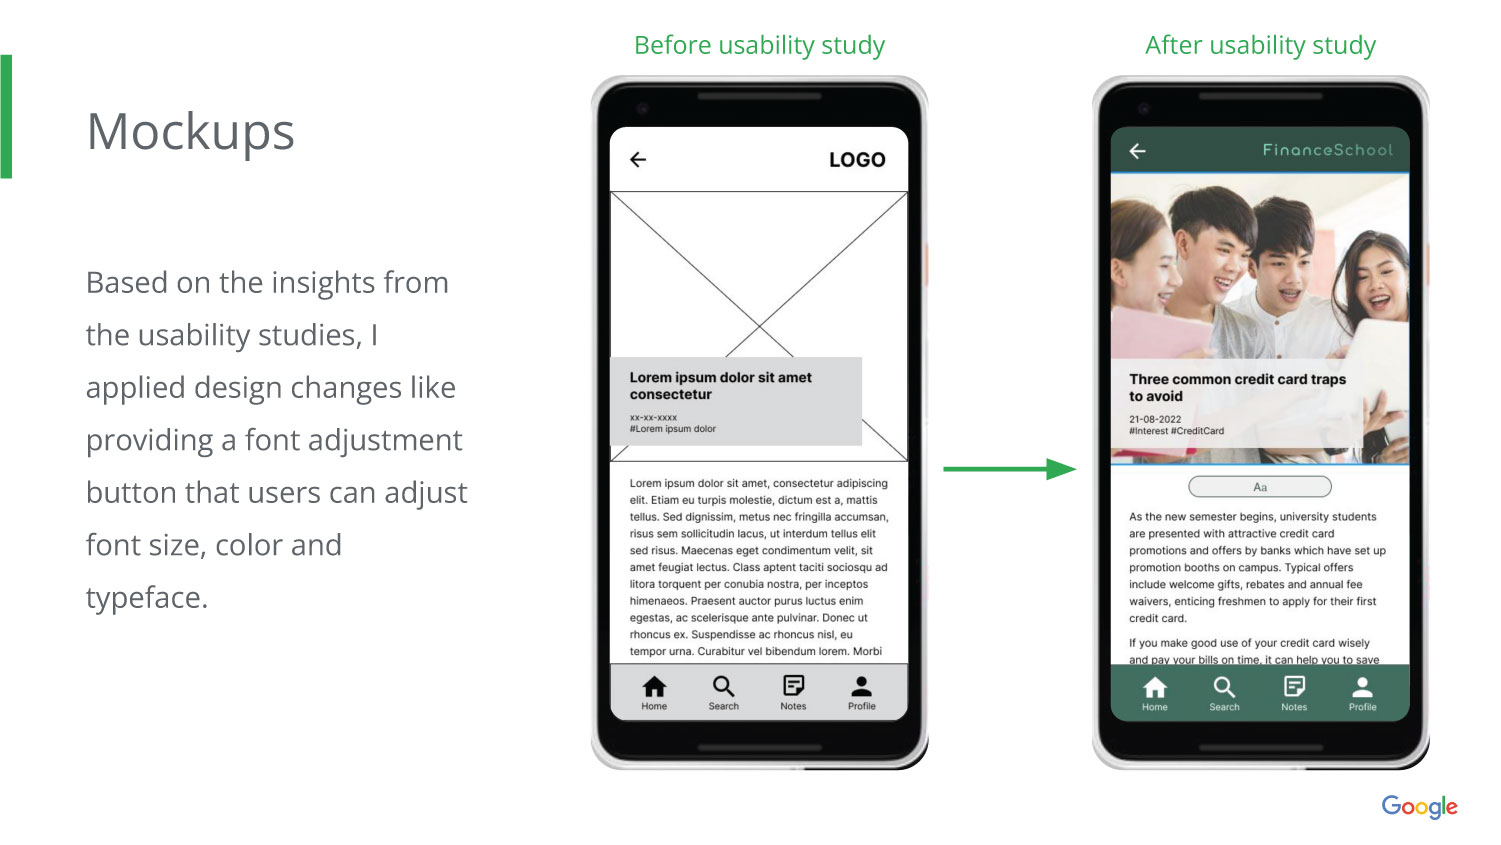 Mockups
Based on the insights from
the usability studies, I
applied design changes like
providing a font adjustment
button that users can adjust
font size, color and
typeface.
Before usability study
LOGO
Lorem ipsum dolor sit amet
consectetur
xx-xx-xxxx
#Lorem ipsum dolor
Lorem ipsum dolor sit amet, consectetur adipiscing
elit. Etiam eu turpis molestie, dictum est a, mattis
tellus. Sed dignissim, metus nec fringilla accumsan,
risus sem sollicitudin lacus, ut interdum tellus elit
sed risus. Maecenas eget condimentum velit, sit
amet feugiat lectus. Class aptent taciti sociosqu ad
litora torquent per conubia nostra, per inceptos
himenaeos. Praesent auctor purus luctus enim
egestas, ac scelerisque ante pulvinar. Donec ut
rhoncus ex. Suspendisse ac rhoncus nisl, eu
tempor urna. Curabitur vel bibendum lorem. Morbi
Home Search Notes Profile
After usability study
FinanceSchool
Three common credit card traps
to avoid
21-08-2022
#Interest #CreditCard
Aa
As the new semester begins, university students
are presented with attractive credit card
promotions and offers by banks which have set up
promotion booths on campus. Typical offers
include welcome gifts, rebates and annual fee
waivers, enticing freshmen to apply for their first
credit card.
If you make good use of your credit card wisely
and pay your bills on time, it can help you to save
Home Search Notes Profile
Google